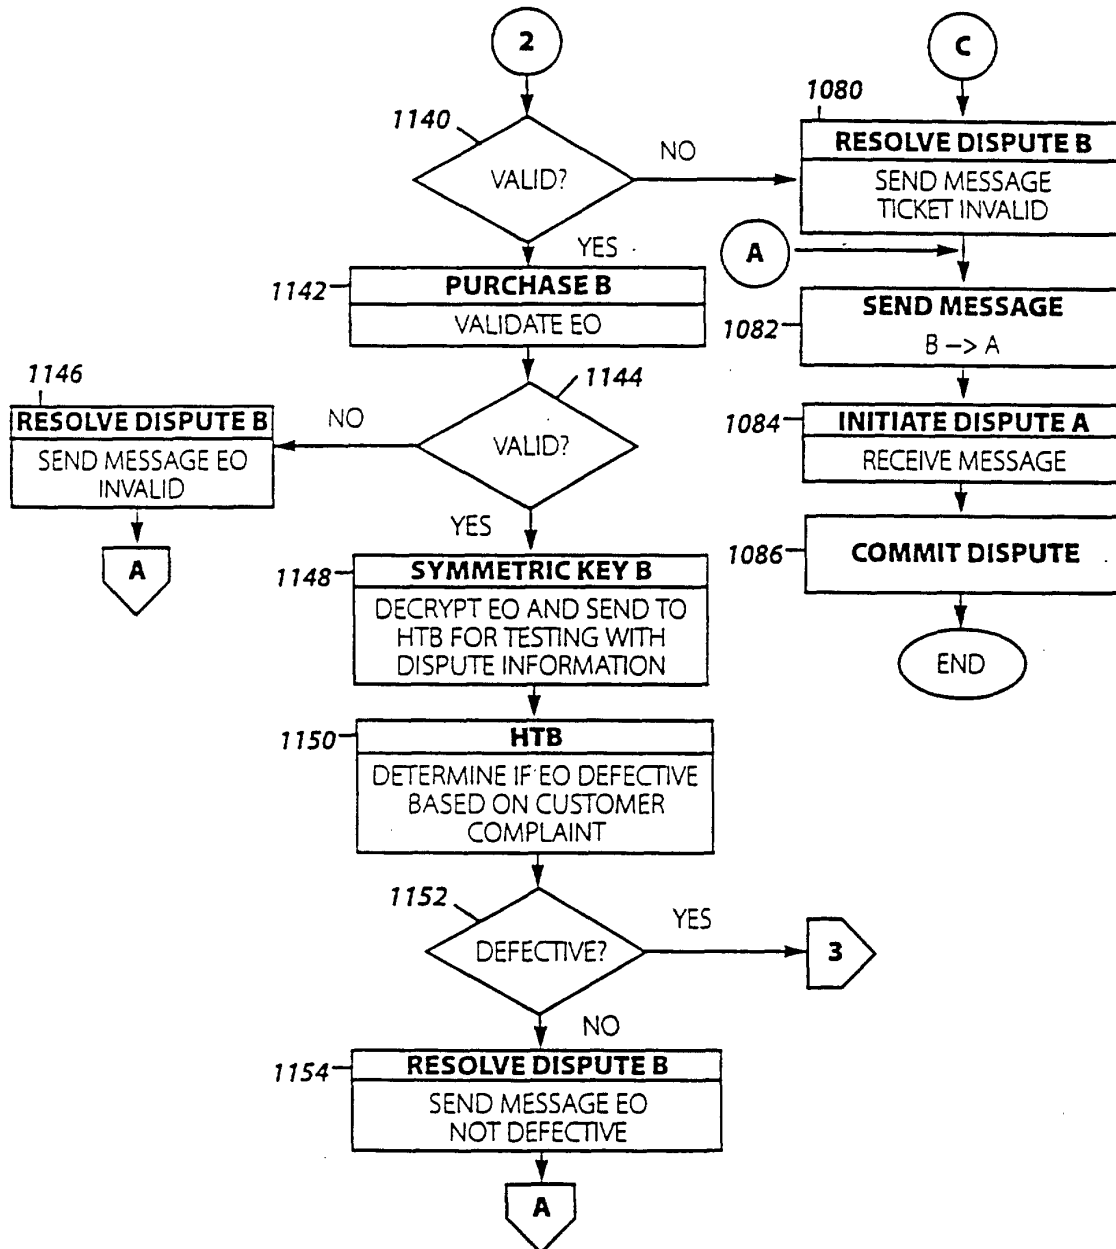 2
1140
VALID?
NO
YES
1142
PURCHASE B
VALIDATE EO
1144
VALID?
NO
1146
RESOLVE DISPUTE B
SEND MESSAGE EO
INVALID
A
YES
1148
SYMMETRIC KEY B
DECRYPT EO AND SEND TO
HTB FOR TESTING WITH
DISPUTE INFORMATION
1150
HTB
DETERMINE IF EO DEFECTIVE
BASED ON CUSTOMER
COMPLAINT
1152
DEFECTIVE?
YES
3
NO
1154
RESOLVE DISPUTE B
SEND MESSAGE EO
NOT DEFECTIVE
A
C
1080
RESOLVE DISPUTE B
SEND MESSAGE
TICKET INVALID
A
1082
SEND MESSAGE
B –> A
1084
INITIATE DISPUTE A
RECEIVE MESSAGE
1086
COMMIT DISPUTE
END